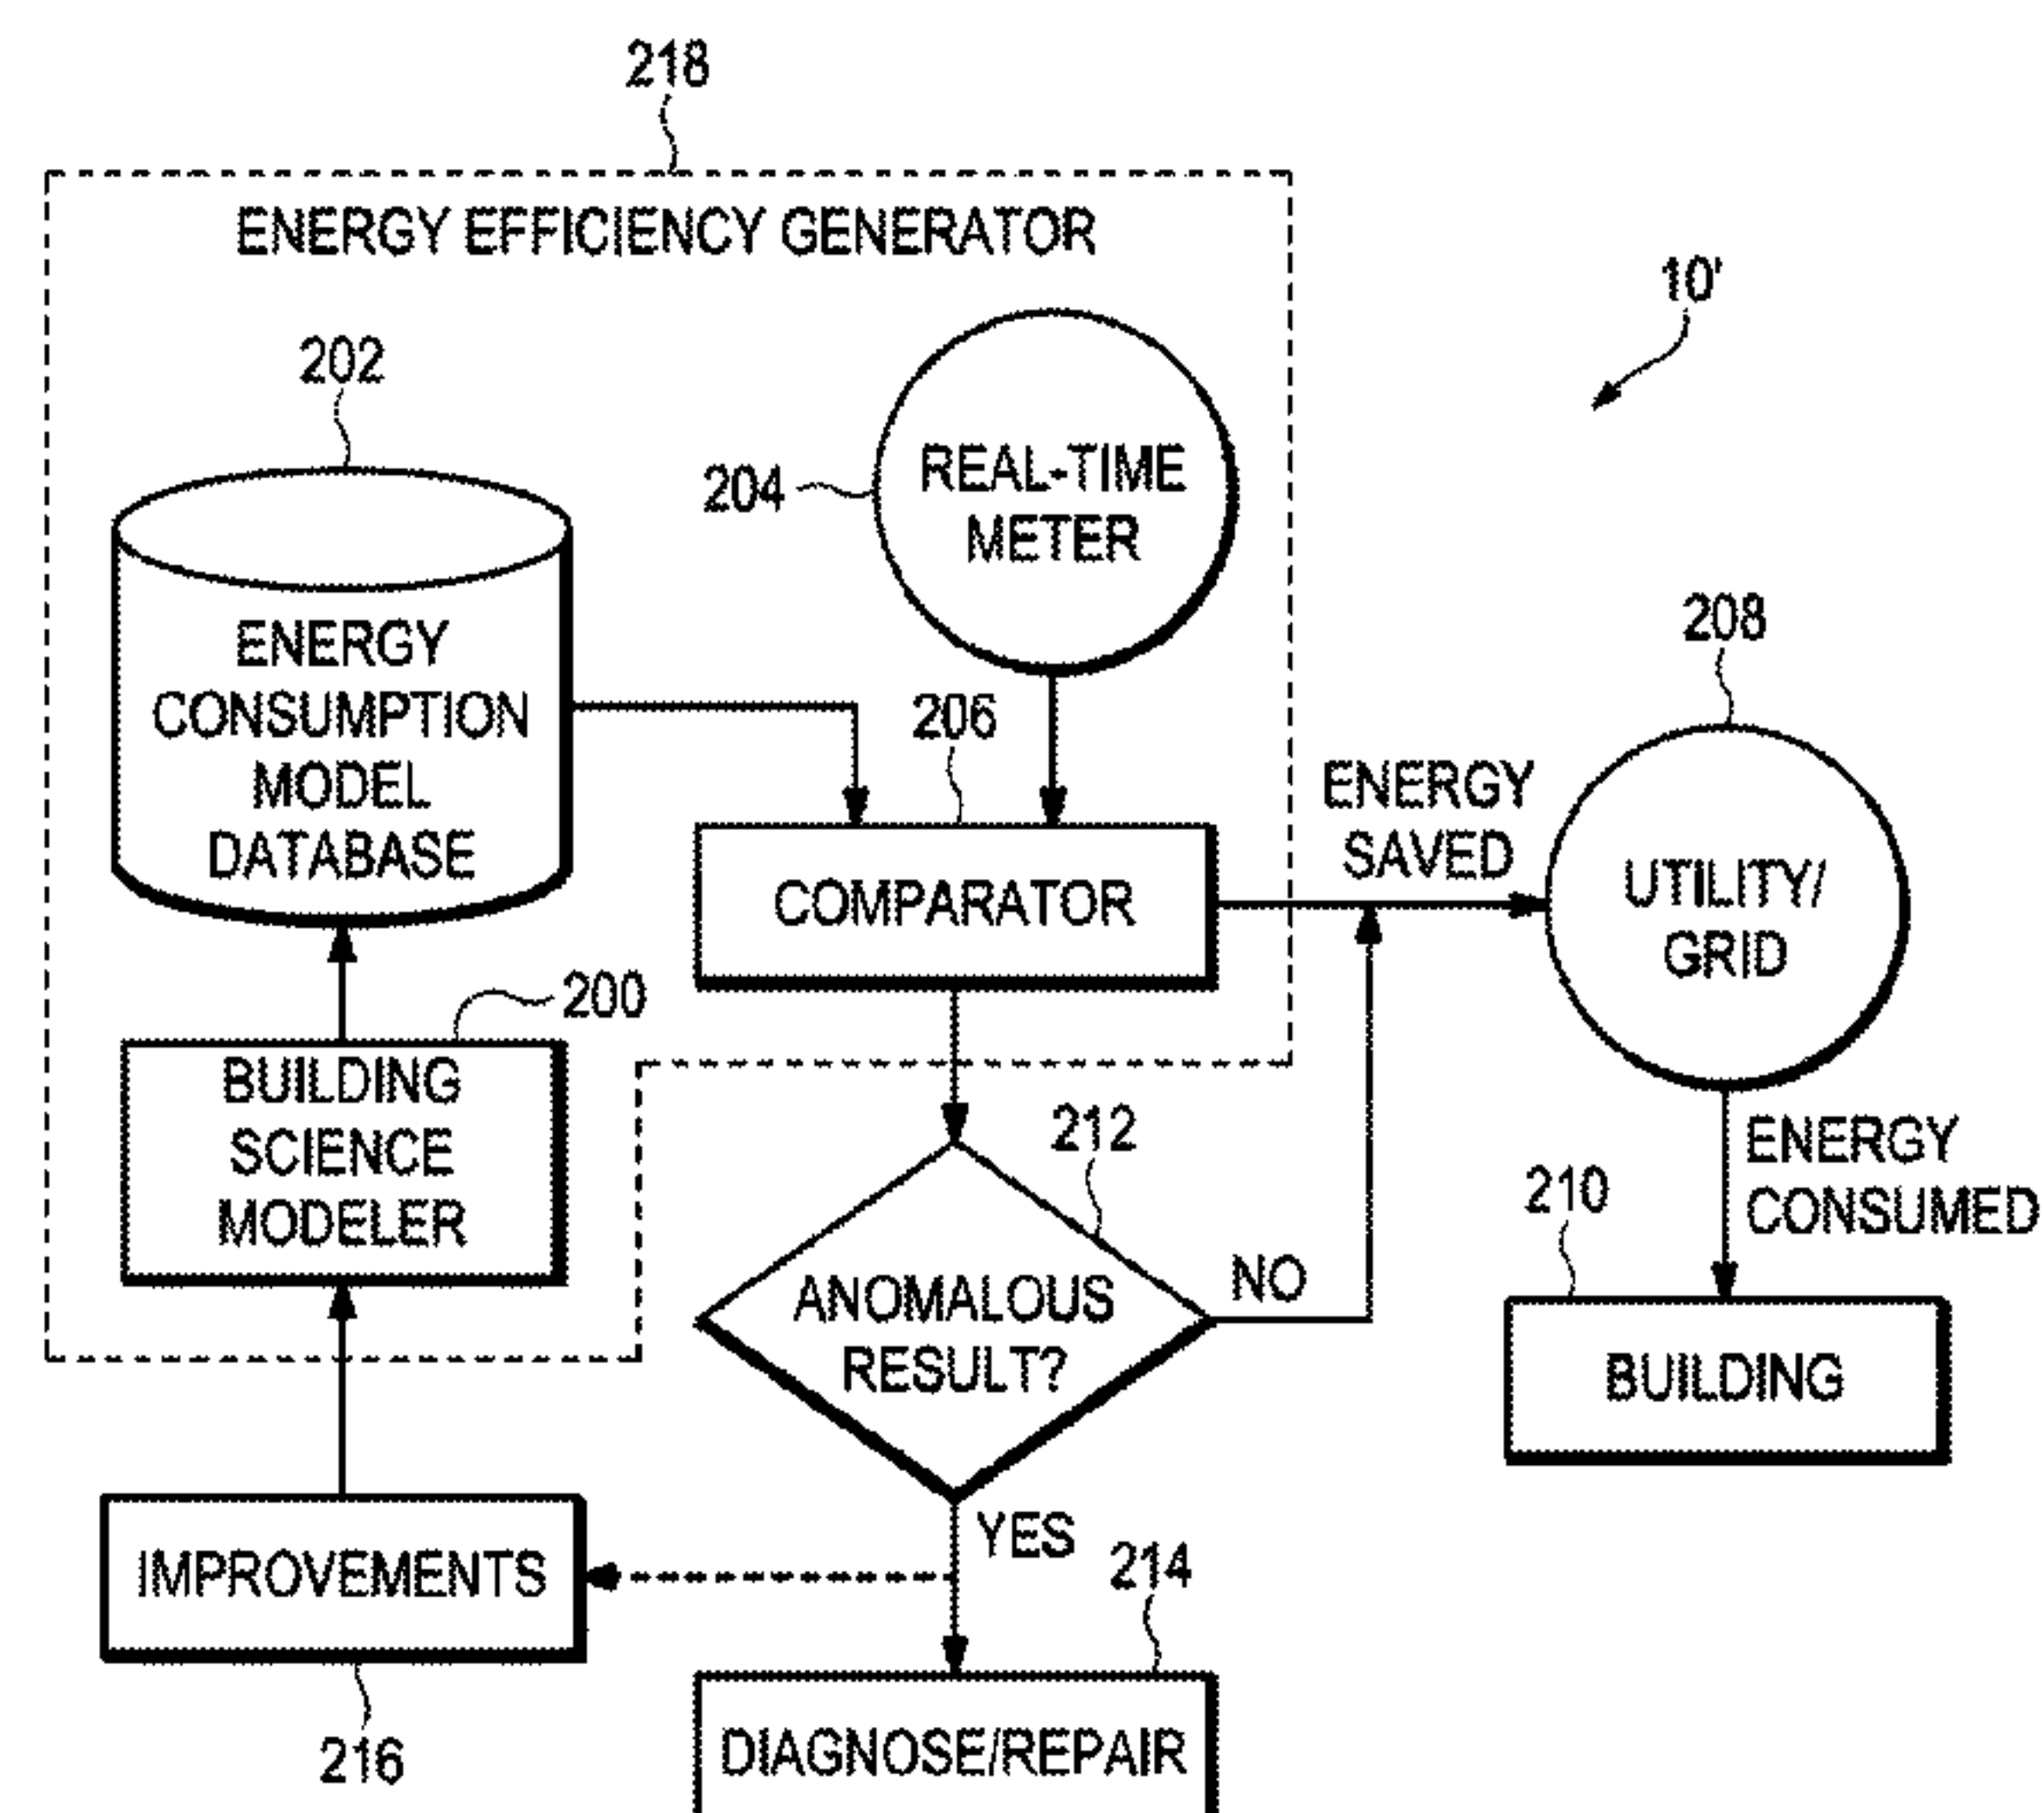 218
ENERGY EFFICIENCY GENERATOR
10'
202
204
REAL-TIME
METER
ENERGY
CONSUMPTION
MODEL
DATABASE
206
208
ENERGY
SAVED
COMPARATOR
UTILITY/
GRID
200
BUILDING
SCIENCE
MODELER
212
ENERGY
CONSUMED
210
ANOMALOUS
RESULT?
NO
BUILDING
YES
IMPROVEMENTS
214
216
DIAGNOSE/REPAIR